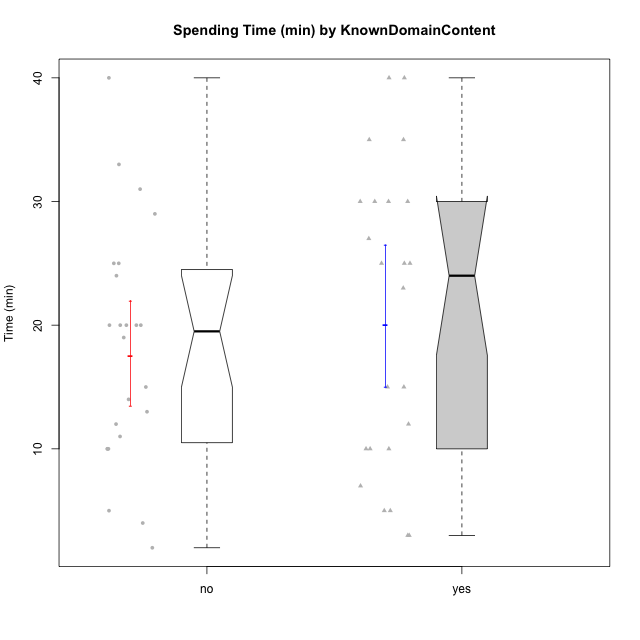 Spending Time (min) by KnownDomainContent
Time (min)
40
30
20
10
no
yes